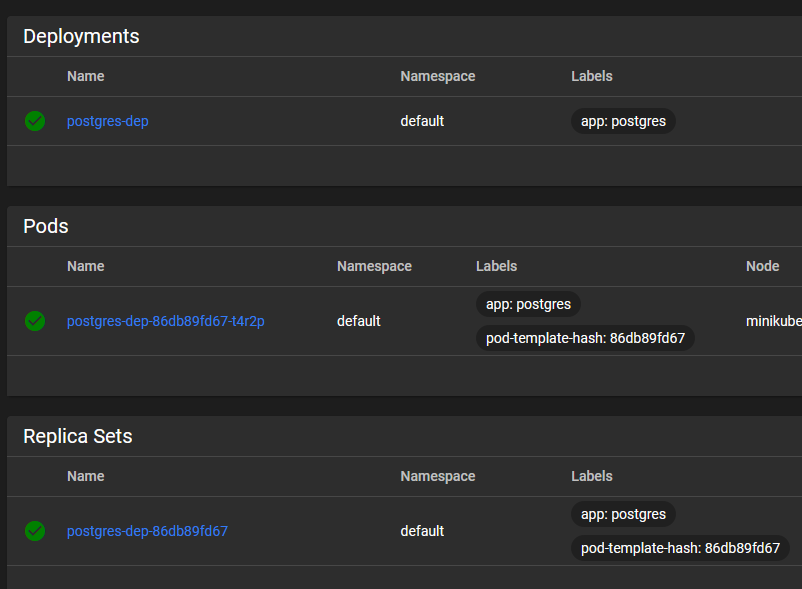 Deployments
Name Namespace Labels
postgres-dep default app: postgres
Pods
Name Namespace Labels Node
app: postgres
postgres-dep-86db89fd67-t4r2p default minikube
pod-template-hash: 86db89fd67
Replica Sets
Name Namespace Labels
app: postgres
postgres-dep-86db89fd67 default
pod-template-hash: 86db89fd67